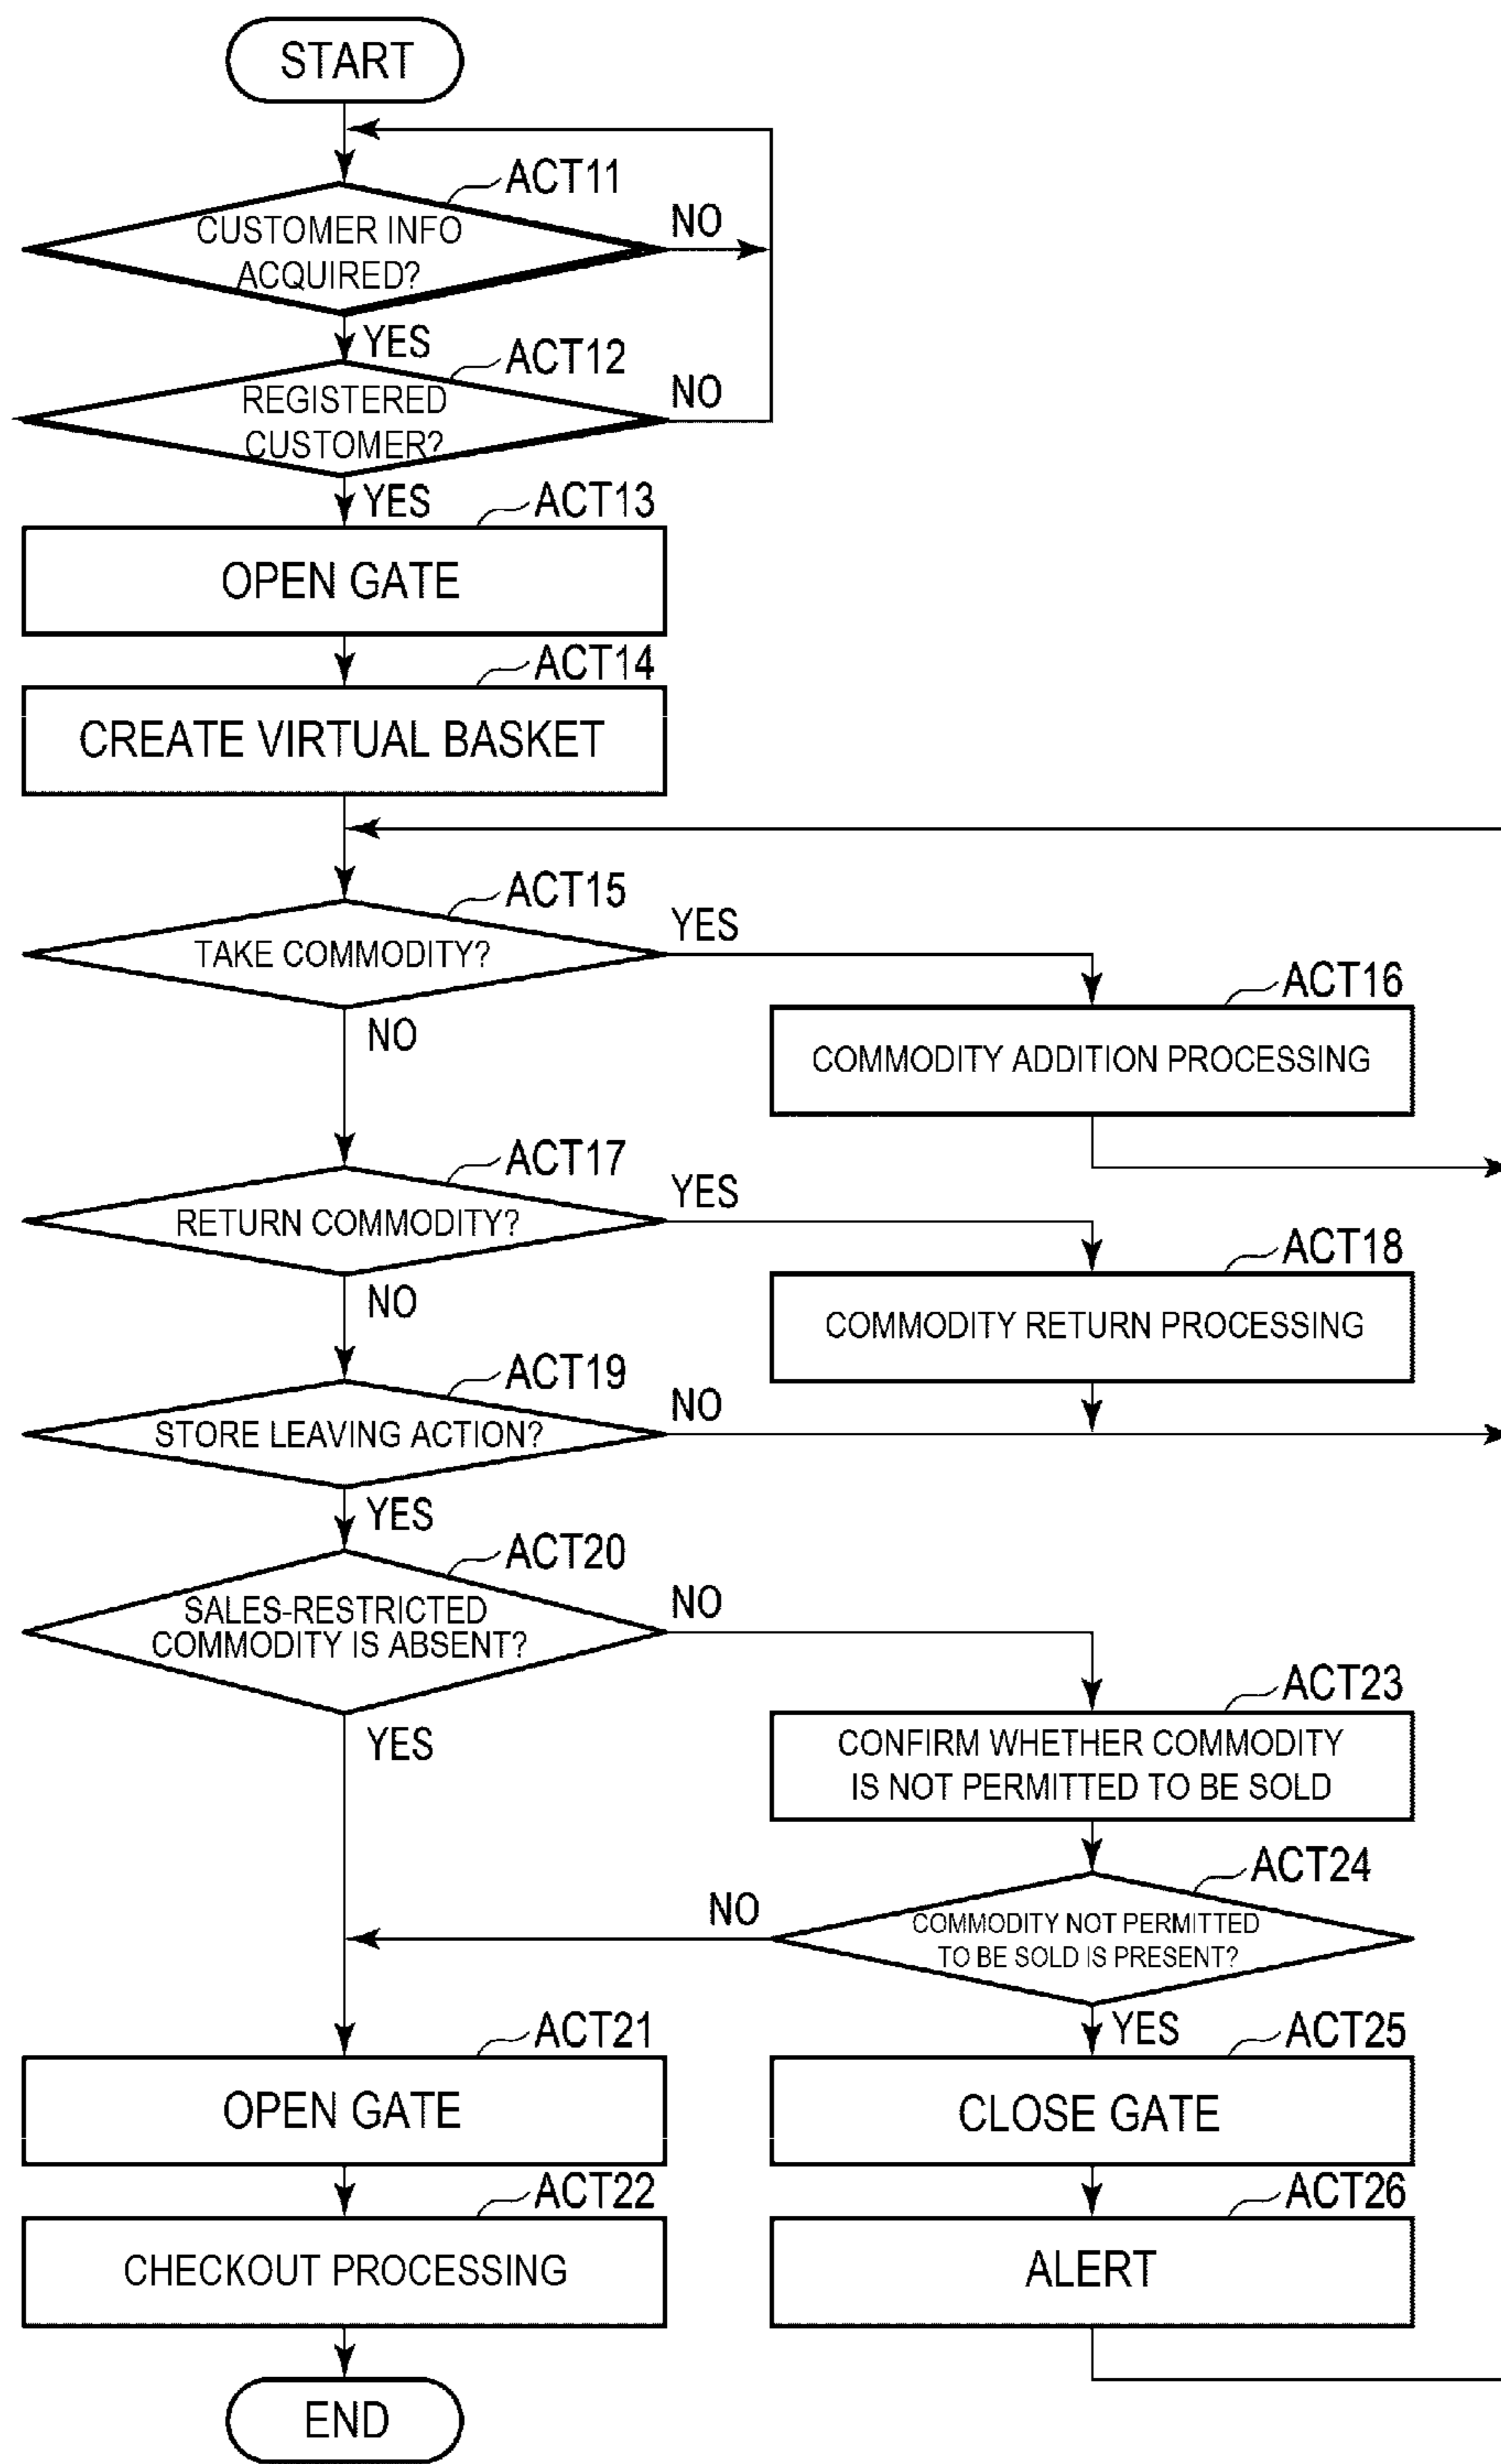 START
ACT11
CUSTOMER INFO
ACQUIRED?
NO
YES
ACT12
REGISTERED
CUSTOMER?
NO
YES
ACT13
OPEN GATE
ACT14
CREATE VIRTUAL BASKET
ACT15
TAKE COMMODITY?
YES
NO
ACT16
COMMODITY ADDITION PROCESSING
ACT17
RETURN COMMODITY?
YES
NO
ACT18
COMMODITY RETURN PROCESSING
ACT19
STORE LEAVING ACTION?
NO
YES
ACT20
SALES-RESTRICTED
COMMODITY IS ABSENT?
NO
YES
ACT23
CONFIRM WHETHER COMMODITY
IS NOT PERMITTED TO BE SOLD
ACT24
COMMODITY NOT PERMITTED
TO BE SOLD IS PRESENT?
NO
YES
ACT21
OPEN GATE
ACT25
CLOSE GATE
ACT22
CHECKOUT PROCESSING
ACT26
ALERT
END